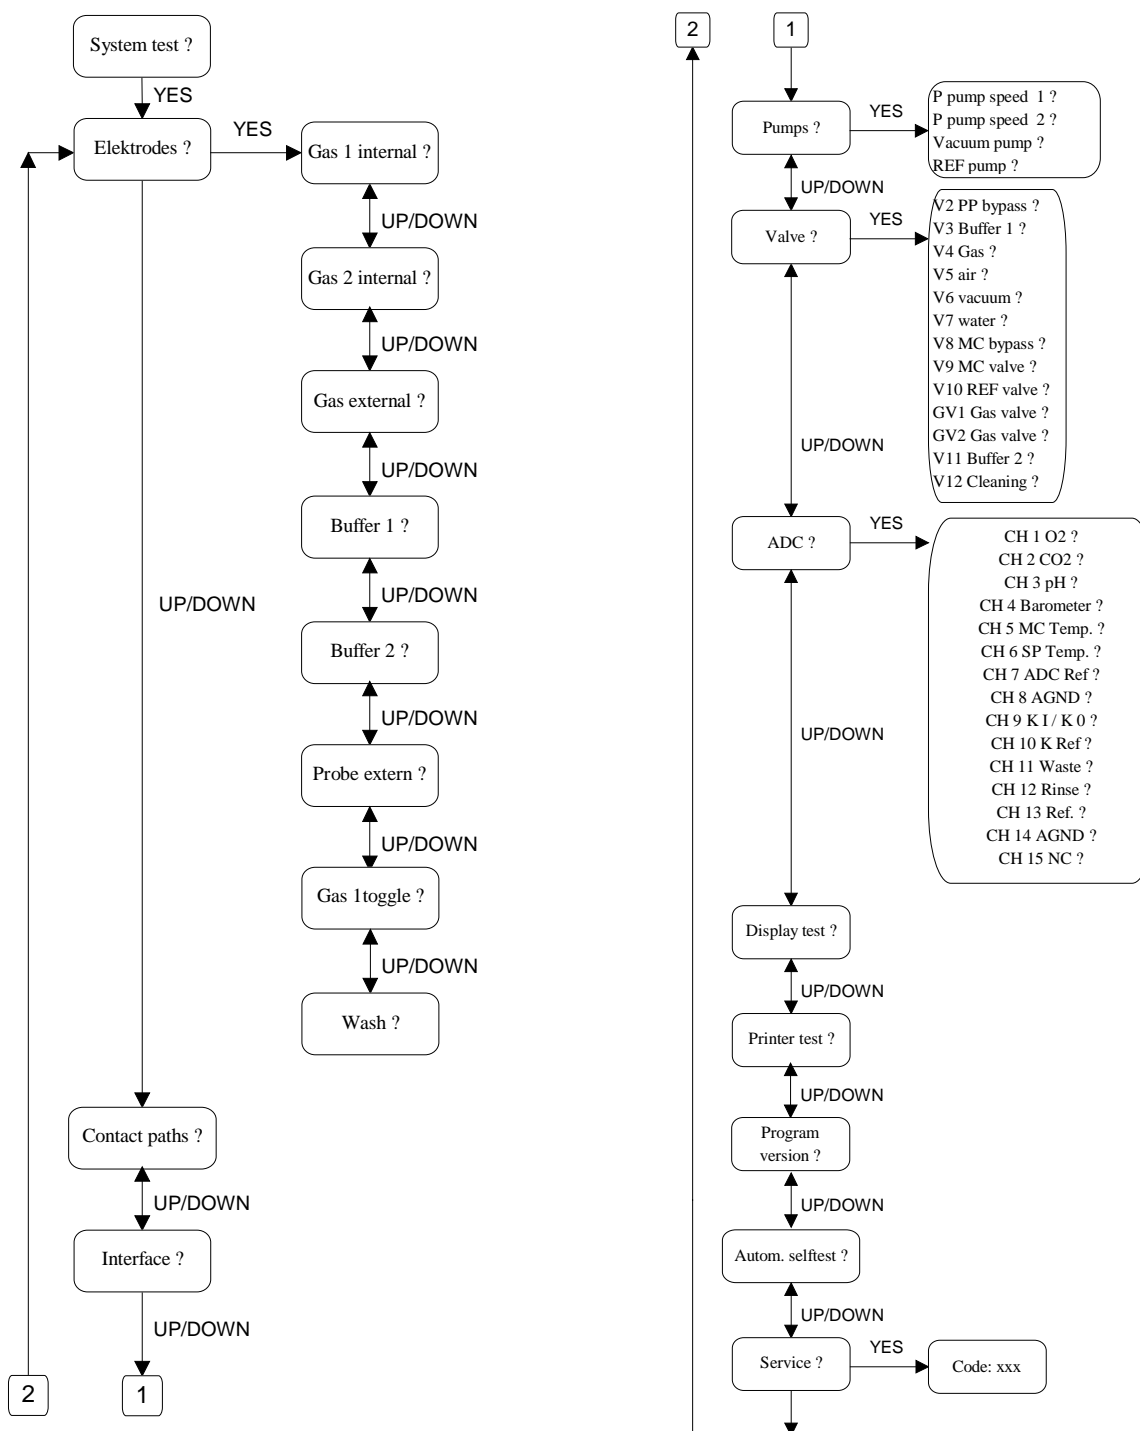 System test ?
YES
Elektrodes ?
YES
Gas 1 internal ?
UP/DOWN
Gas 2 internal ?
UP/DOWN
Gas external ?
UP/DOWN
Buffer 1 ?
UP/DOWN
UP/DOWN
Buffer 2 ?
UP/DOWN
Probe extern ?
UP/DOWN
Gas 1toggle ?
UP/DOWN
Wash ?
Contact paths ?
UP/DOWN
Interface ?
UP/DOWN
2
1
2
1
Pumps ?
YES
P pump speed 1 ?
P pump speed 2 ?
Vacuum pump ?
REF pump ?
UP/DOWN
Valve ?
YES
V2 PP bypass ?
V3 Buffer 1 ?
V4 Gas ?
V5 air ?
V6 vacuum ?
V7 water ?
V8 MC bypass ?
V9 MC valve ?
V10 REF valve ?
GV1 Gas valve ?
GV2 Gas valve ?
V11 Buffer 2 ?
V12 Cleaning ?
UP/DOWN
ADC ?
YES
CH 1 O2 ?
CH 2 CO2 ?
CH 3 pH ?
CH 4 Barometer ?
CH 5 MC Temp. ?
CH 6 SP Temp. ?
CH 7 ADC Ref ?
CH 8 AGND ?
CH 9 K I / K 0 ?
CH 10 K Ref ?
CH 11 Waste ?
CH 12 Rinse ?
CH 13 Ref. ?
CH 14 AGND ?
CH 15 NC ?
UP/DOWN
Display test ?
UP/DOWN
Printer test ?
UP/DOWN
Program
version ?
UP/DOWN
Autom. selftest ?
UP/DOWN
Service ?
YES
Code: xxx